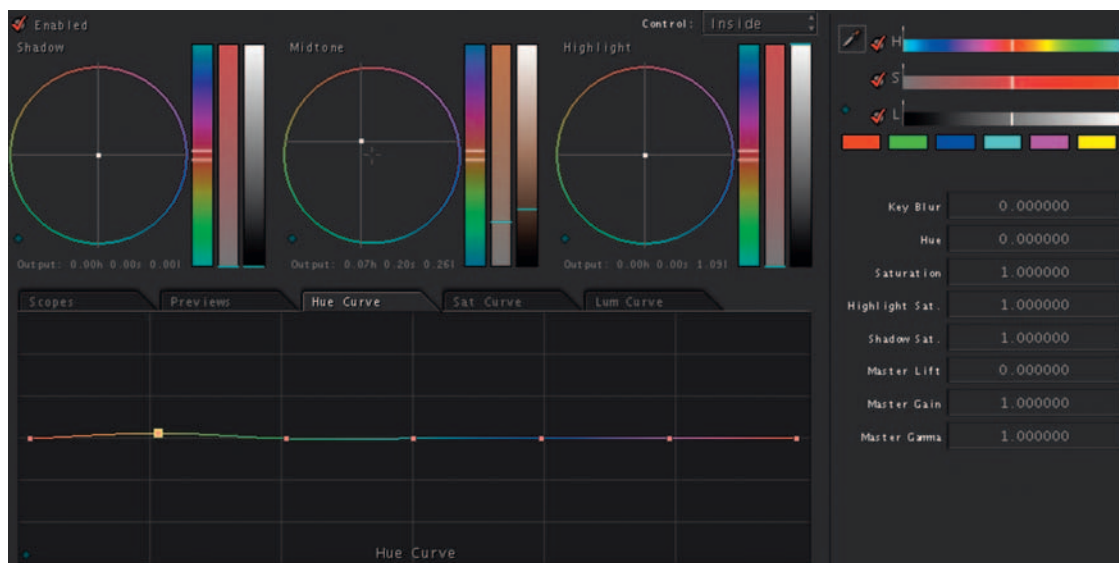 Enabled
Control: Inside
Shadow
Midtone
Highlight
H
S
L
Output: 0.00h 0.00s 0.00l
Output: 0.07h 0.20s 0.26l
Output: 0.00h 0.00s 1.09l
Scopes
Previews
Hue Curve
Sat Curve
Lum Curve
Hue Curve
Key Blur 0.000000
Hue 0.000000
Saturation 1.000000
Highlight Sat. 1.000000
Shadow Sat. 1.000000
Master Lift 0.000000
Master Gain 1.000000
Master Gamma 1.000000